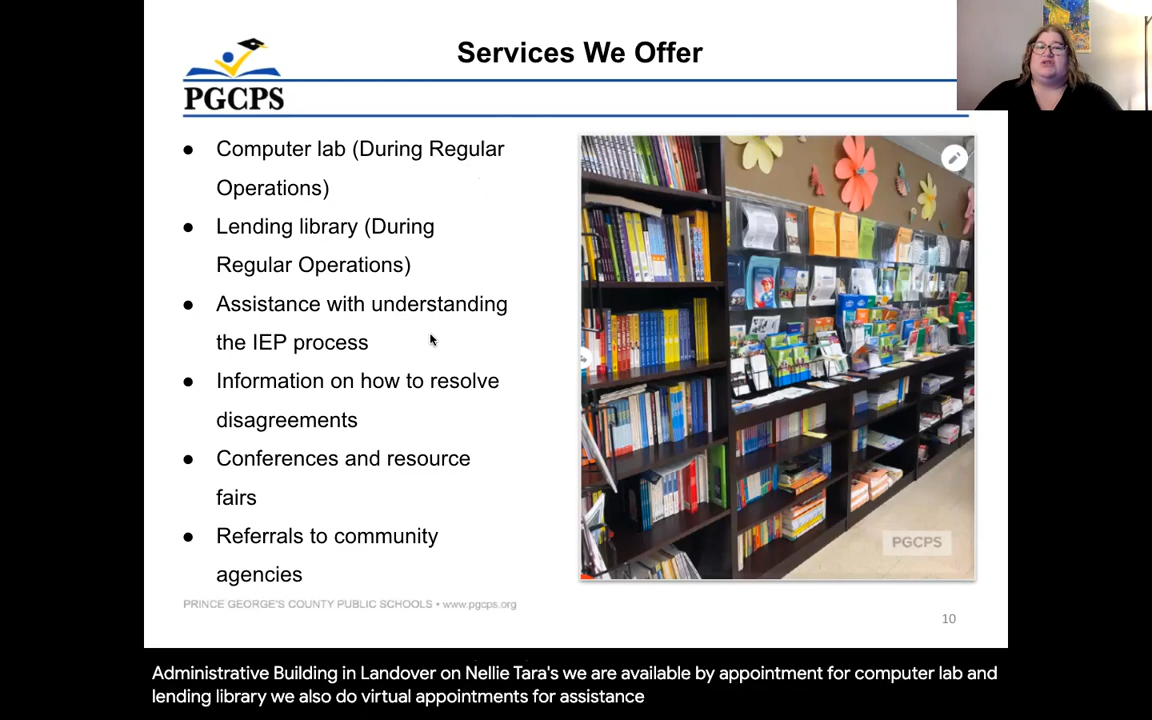 Services We Offer
PGCPS
● Computer lab (During Regular
Operations)
● Lending library (During
Regular Operations)
● Assistance with understanding
the IEP process
● Information on how to resolve
disagreements
● Conferences and resource
fairs
● Referrals to community
agencies
PGCPS
PRINCE GEORGE'S COUNTY PUBLIC SCHOOLS • www.pgcps.org
10
Administrative Building in Landover on Nellie Tara's we are available by appointment for computer lab and
lending library we also do virtual appointments for assistance